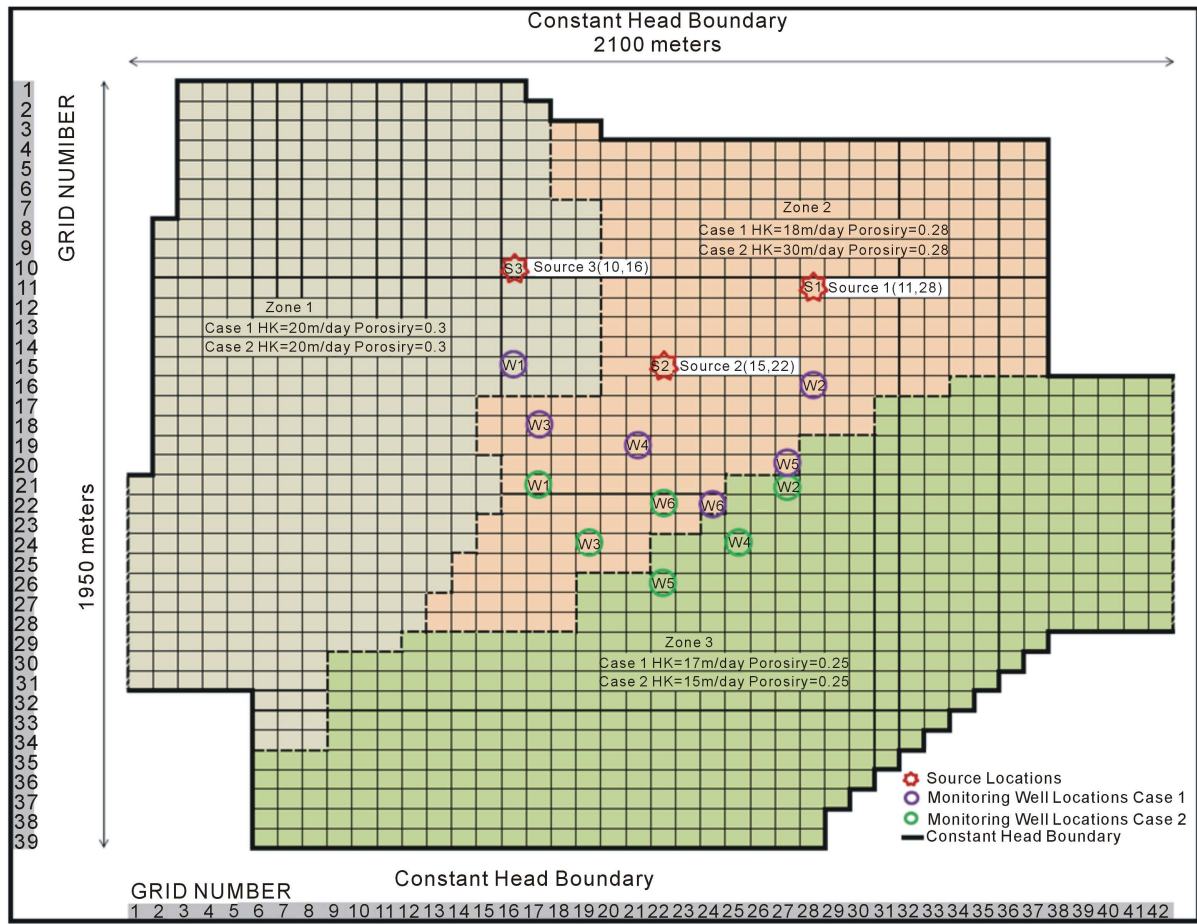 Constant Head Boundary
2100 meters
GRID NUMIBER
1
2
3
4
5
6
7
8
9
10
11
12
13
14
15
16
17
18
19
20
21
22
23
24
25
26
27
28
29
30
31
32
33
34
35
36
37
38
39
1950 meters
Zone 2
Case 1 HK=18m/day Porosiry=0.28
Case 2 HK=30m/day Porosiry=0.28
S3 Source 3(10,16)
S1 Source 1(11,28)
Zone 1
Case 1 HK=20m/day Porosiry=0.3
Case 2 HK=20m/day Porosiry=0.3
W1
S2 Source 2(15,22)
W2
W3
W4
W5
W1
W2
W6
W6
W3
W4
W5
Zone 3
Case 1 HK=17m/day Porosiry=0.25
Case 2 HK=15m/day Porosiry=0.25
Source Locations
Monitoring Well Locations Case 1
Monitoring Well Locations Case 2
Constant Head Boundary
Constant Head Boundary
GRID NUMBER
1 2 3 4 5 6 7 8 9 10 11 12 13 14 15 16 17 18 19 20 21 22 23 24 25 26 27 28 29 30 31 32 33 34 35 36 37 38 39 40 41 42